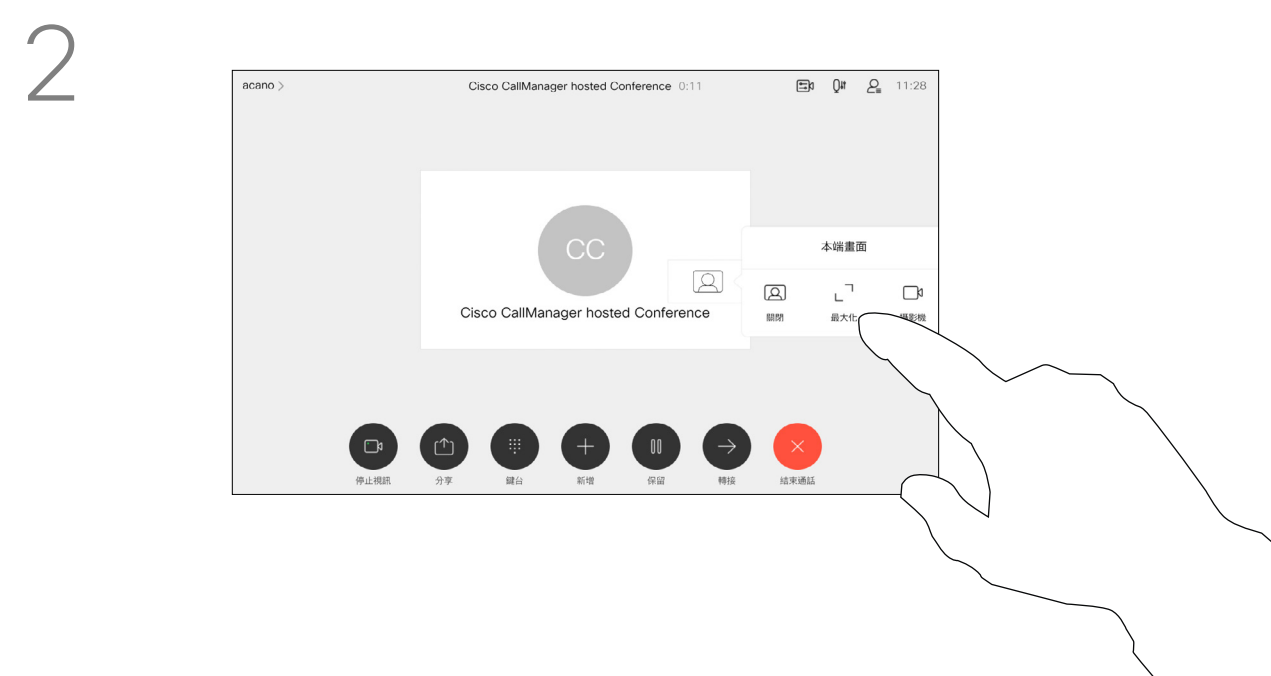 2
acano >
Cisco CallManager hosted Conference 0:11
11:28
CC
Cisco CallManager hosted Conference
本端畫面
關閉
最大化
攝影機
停止視訊
分享
鍵台
新增
保留
轉接
結束通話